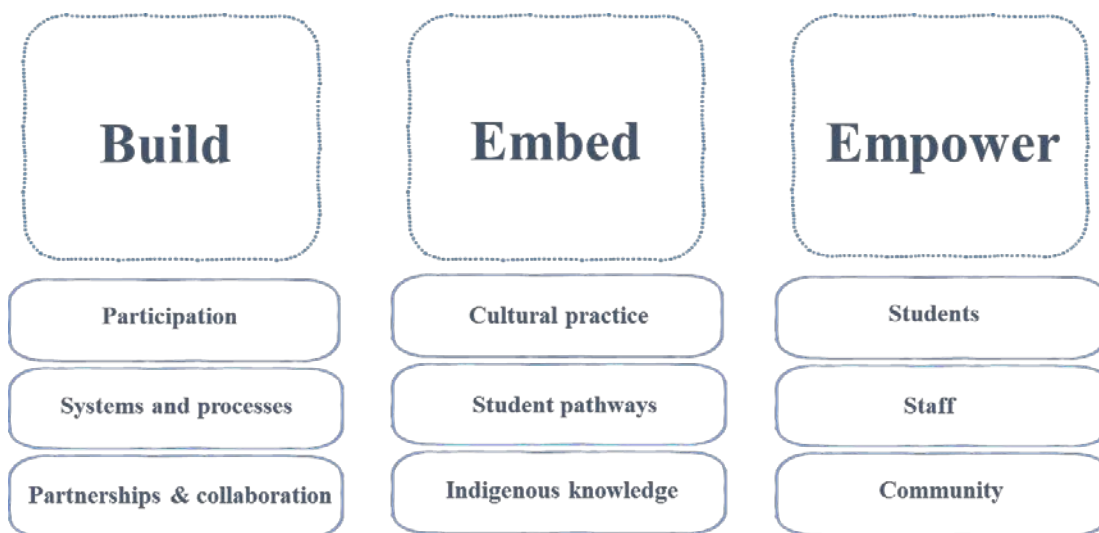 Build
Participation
Systems and processes
Partnerships & collaboration
Embed
Cultural practice
Student pathways
Indigenous knowledge
Empower
Students
Staff
Community